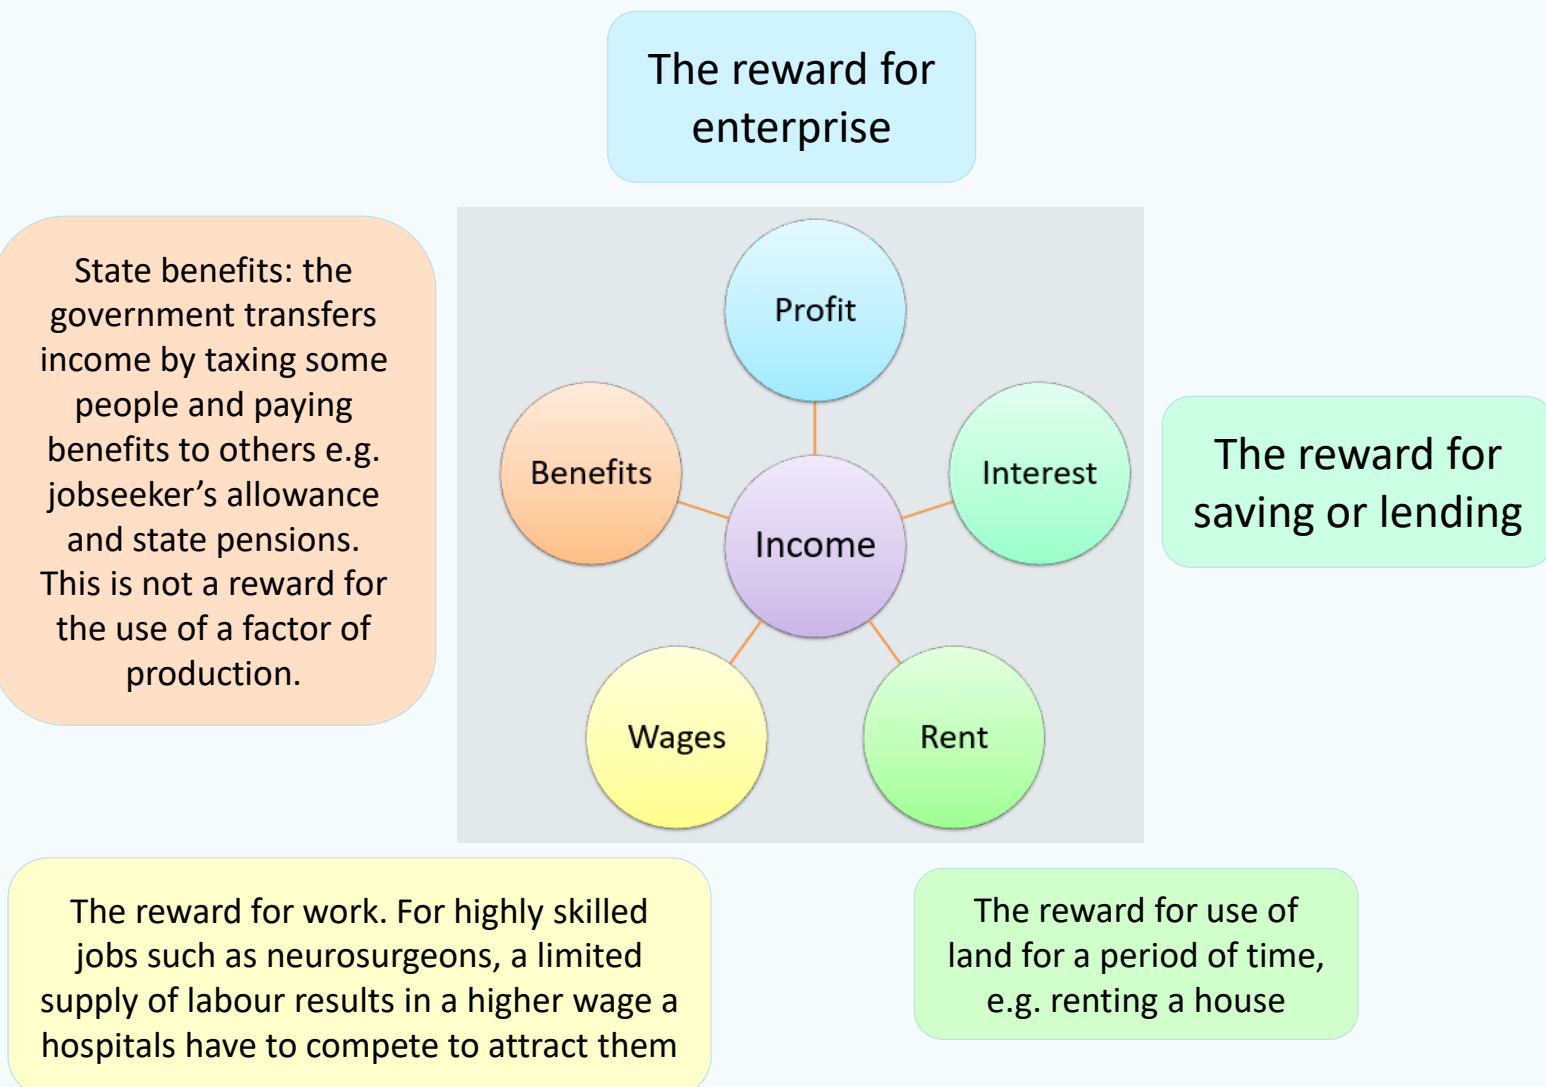 The reward for
enterprise
State benefits: the
government transfers
income by taxing some
people and paying
benefits to others e.g.
jobseeker’s allowance
and state pensions.
This is not a reward for
the use of a factor of
production.
Profit
Benefits
Interest
Income
Wages
Rent
The reward for
saving or lending
The reward for work. For highly skilled
jobs such as neurosurgeons, a limited
supply of labour results in a higher wage a
hospitals have to compete to attract them
The reward for use of
land for a period of time,
e.g. renting a house